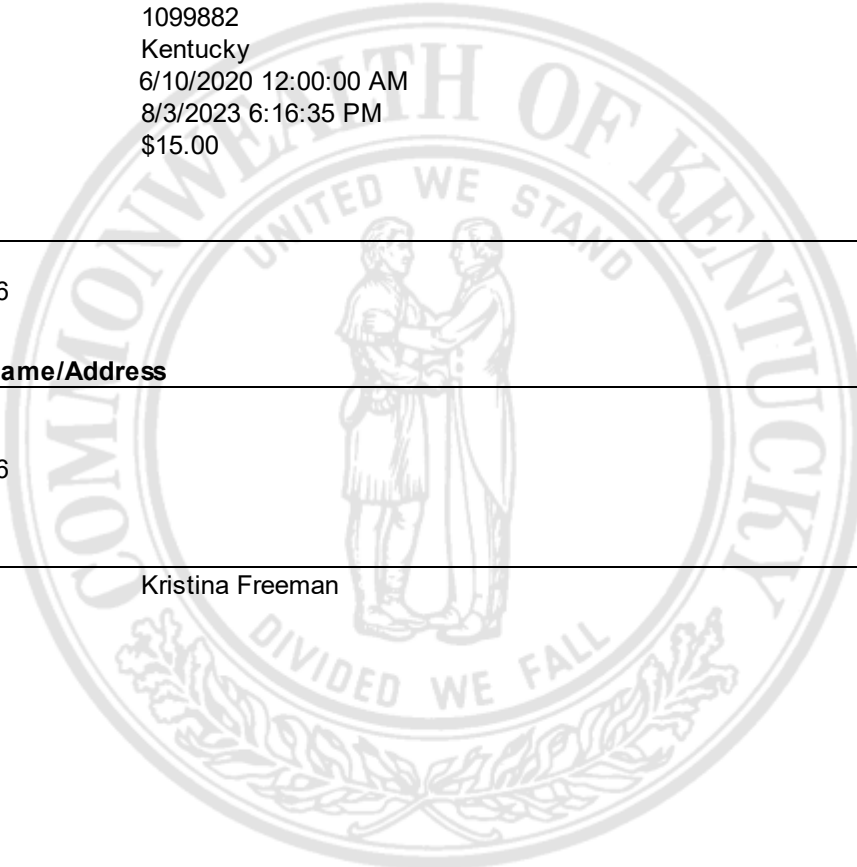 1099882
Kentucky
6/10/2020 12:00:00 AM
8/3/2023 6:16:35 PM
$15.00
COMMONWEALTH OF KENTUCKY
UNITED WE STAND
6
ame/Address
6
Kristina Freeman
DIVIDED WE FALL